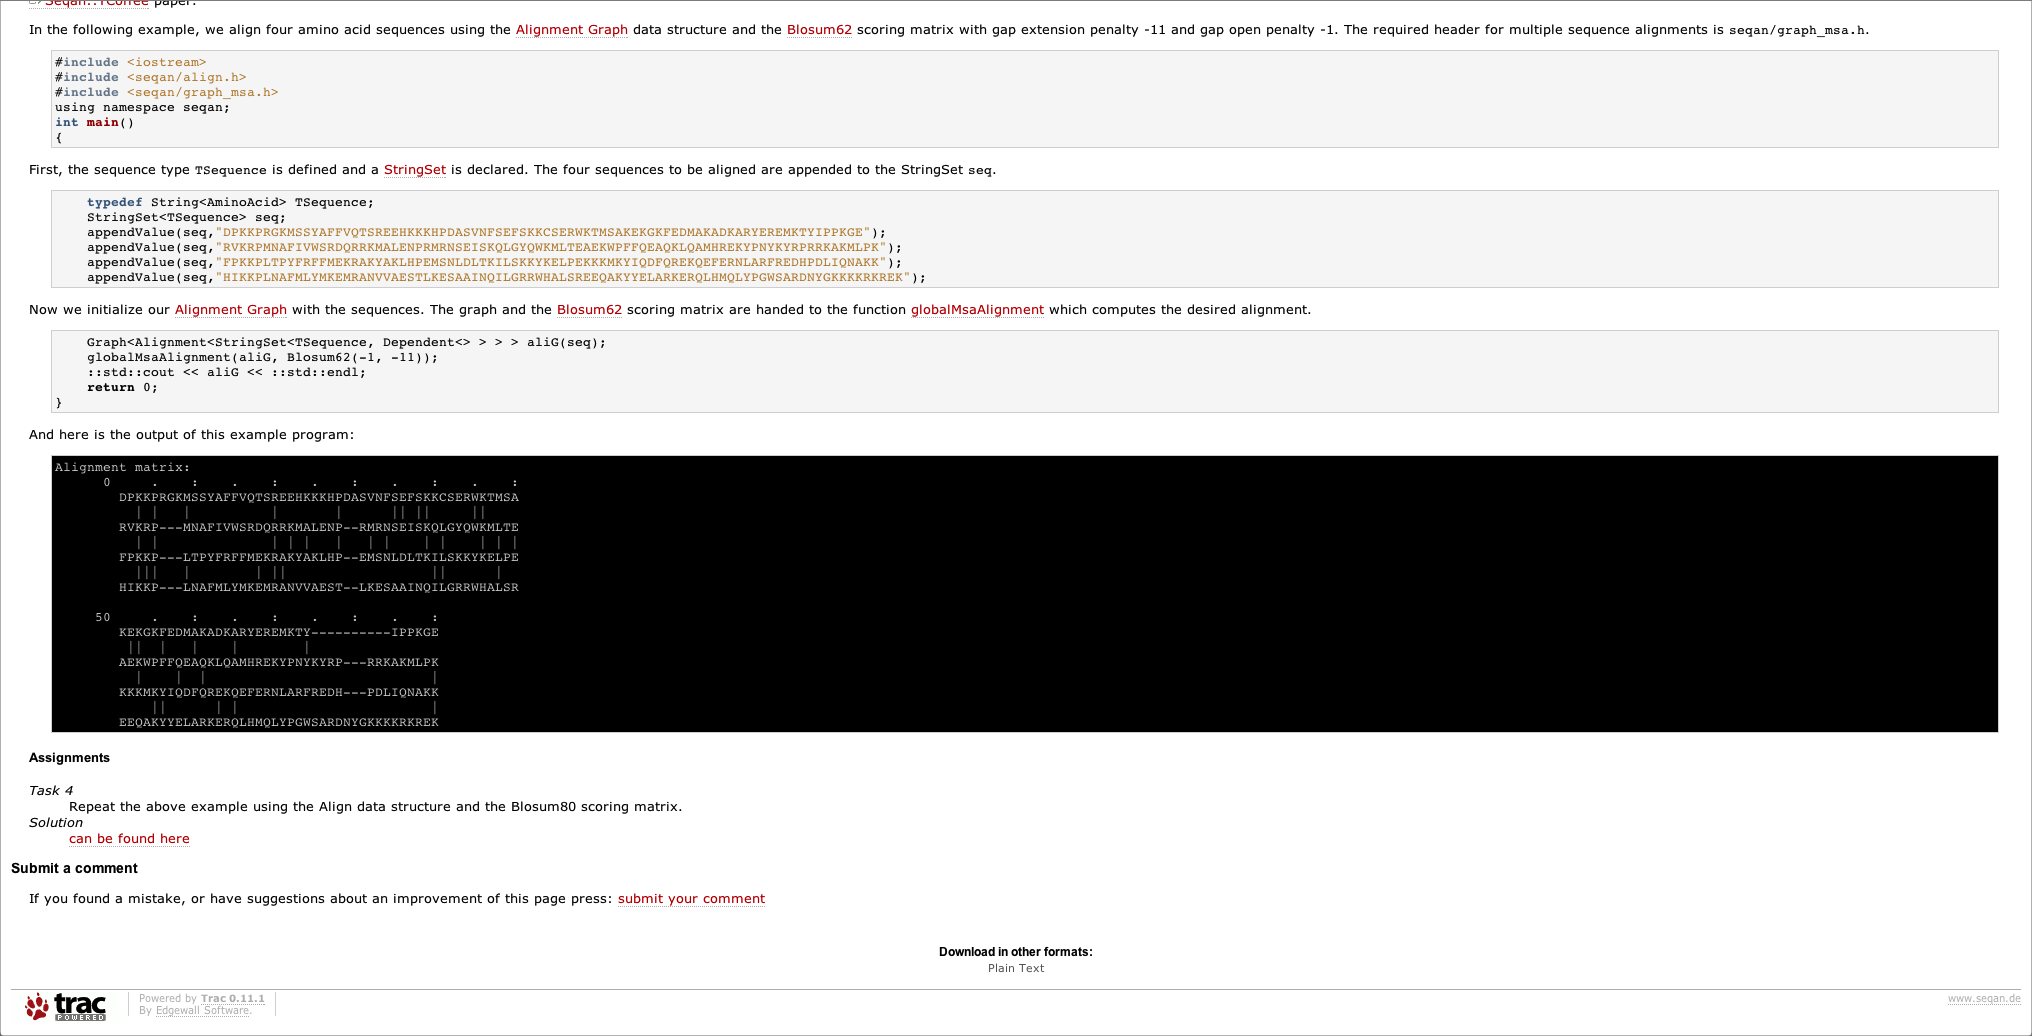 Seqan::TCoffee paper.
In the following example, we align four amino acid sequences using the Alignment Graph data structure and the Blosum62 scoring matrix with gap extension penalty -11 and gap open penalty -1. The required header for multiple sequence alignments is seqan/graph_msa.h.
#include <iostream>
#include <seqan/align.h>
#include <seqan/graph_msa.h>
using namespace seqan;
int main()
{
First, the sequence type TSequence is defined and a StringSet is declared. The four sequences to be aligned are appended to the StringSet seq.
    typedef String<AminoAcid> TSequence;
    StringSet<TSequence> seq;
    appendValue(seq,"DPKKPRGKMSSYAFFVQTSREEHKKKHPDASVNFSEFSKKCSERWKTMSAKEKGKFEDMAKADKARYEREMKTYIPPKGE");
    appendValue(seq,"RVKRPMNAFIVWSRDQRRKMALENPRMRNSEISKQLGYQWKMLTEAEKWPFFQEAQKLQAMHREKYPNYKYRPRRKAKMLPK");
    appendValue(seq,"FPKKPLTPYFRFFMEKRAKYAKLHPEMSNLDLTKILSKKYKELPEKKKMKYIQDFQREKQEFERNLARFREDHPDLIQNAKK");
    appendValue(seq,"HIKKPLNAFMLYMKEMRANVVAESTLKESAAINQILGRRWHALSREEQAKYYELARKERQLHMQLYPGWSARDNYGKKKKRKREK");
Now we initialize our Alignment Graph with the sequences. The graph and the Blosum62 scoring matrix are handed to the function globalMsaAlignment which computes the desired alignment.
    Graph<Alignment<StringSet<TSequence, Dependent<> > > > aliG(seq);
    globalMsaAlignment(aliG, Blosum62(-1, -11));
    ::std::cout << aliG << ::std::endl;
    return 0;
}
And here is the output of this example program:
Alignment matrix:
      0     .    :    .    :    .    :    .    :    .    :
        DPKKPRGKMSSYAFFVQTSREEHKKKHPDASVNFSEFSKKCSERWKTMSA
          | |   |          |       |      || ||     ||
        RVKRP---MNAFIVWSRDQRRKMALENP--RMRNSEISKQLGYQWKMLTE
          | |              | | |   |   | |    | |    | | |
        FPKKP---LTPYFRFFMEKRAKYAKLHP--EMSNLDLTKILSKKYKELPE
          |||   |        | ||                  ||      |
        HIKKP---LNAFMLYMKEMRANVVAEST--LKESAAINQILGRRWHALSR
     50     .    :    .    :    .    :    .    :
        KEKGKFEDMAKADKARYEREMKTY----------IPPKGE
         ||  |   |    |        |
        AEKWPFFQEAQKLQAMHREKYPNYKYRP---RRKAKMLPK
          |    |  |                            |
        KKKMKYIQDFQREKQEFERNLARFREDH---PDLIQNAKK
            ||      | |                        |
        EEQAKYYELARKERQLHMQLYPGWSARDNYGKKKKRKREK
Assignments
Task 4
Repeat the above example using the Align data structure and the Blosum80 scoring matrix.
Solution
can be found here
Submit a comment
If you found a mistake, or have suggestions about an improvement of this page press: submit your comment
Download in other formats:
Plain Text
trac
POWERED
Powered by Trac 0.11.1
By Edgewall Software.
www.seqan.de